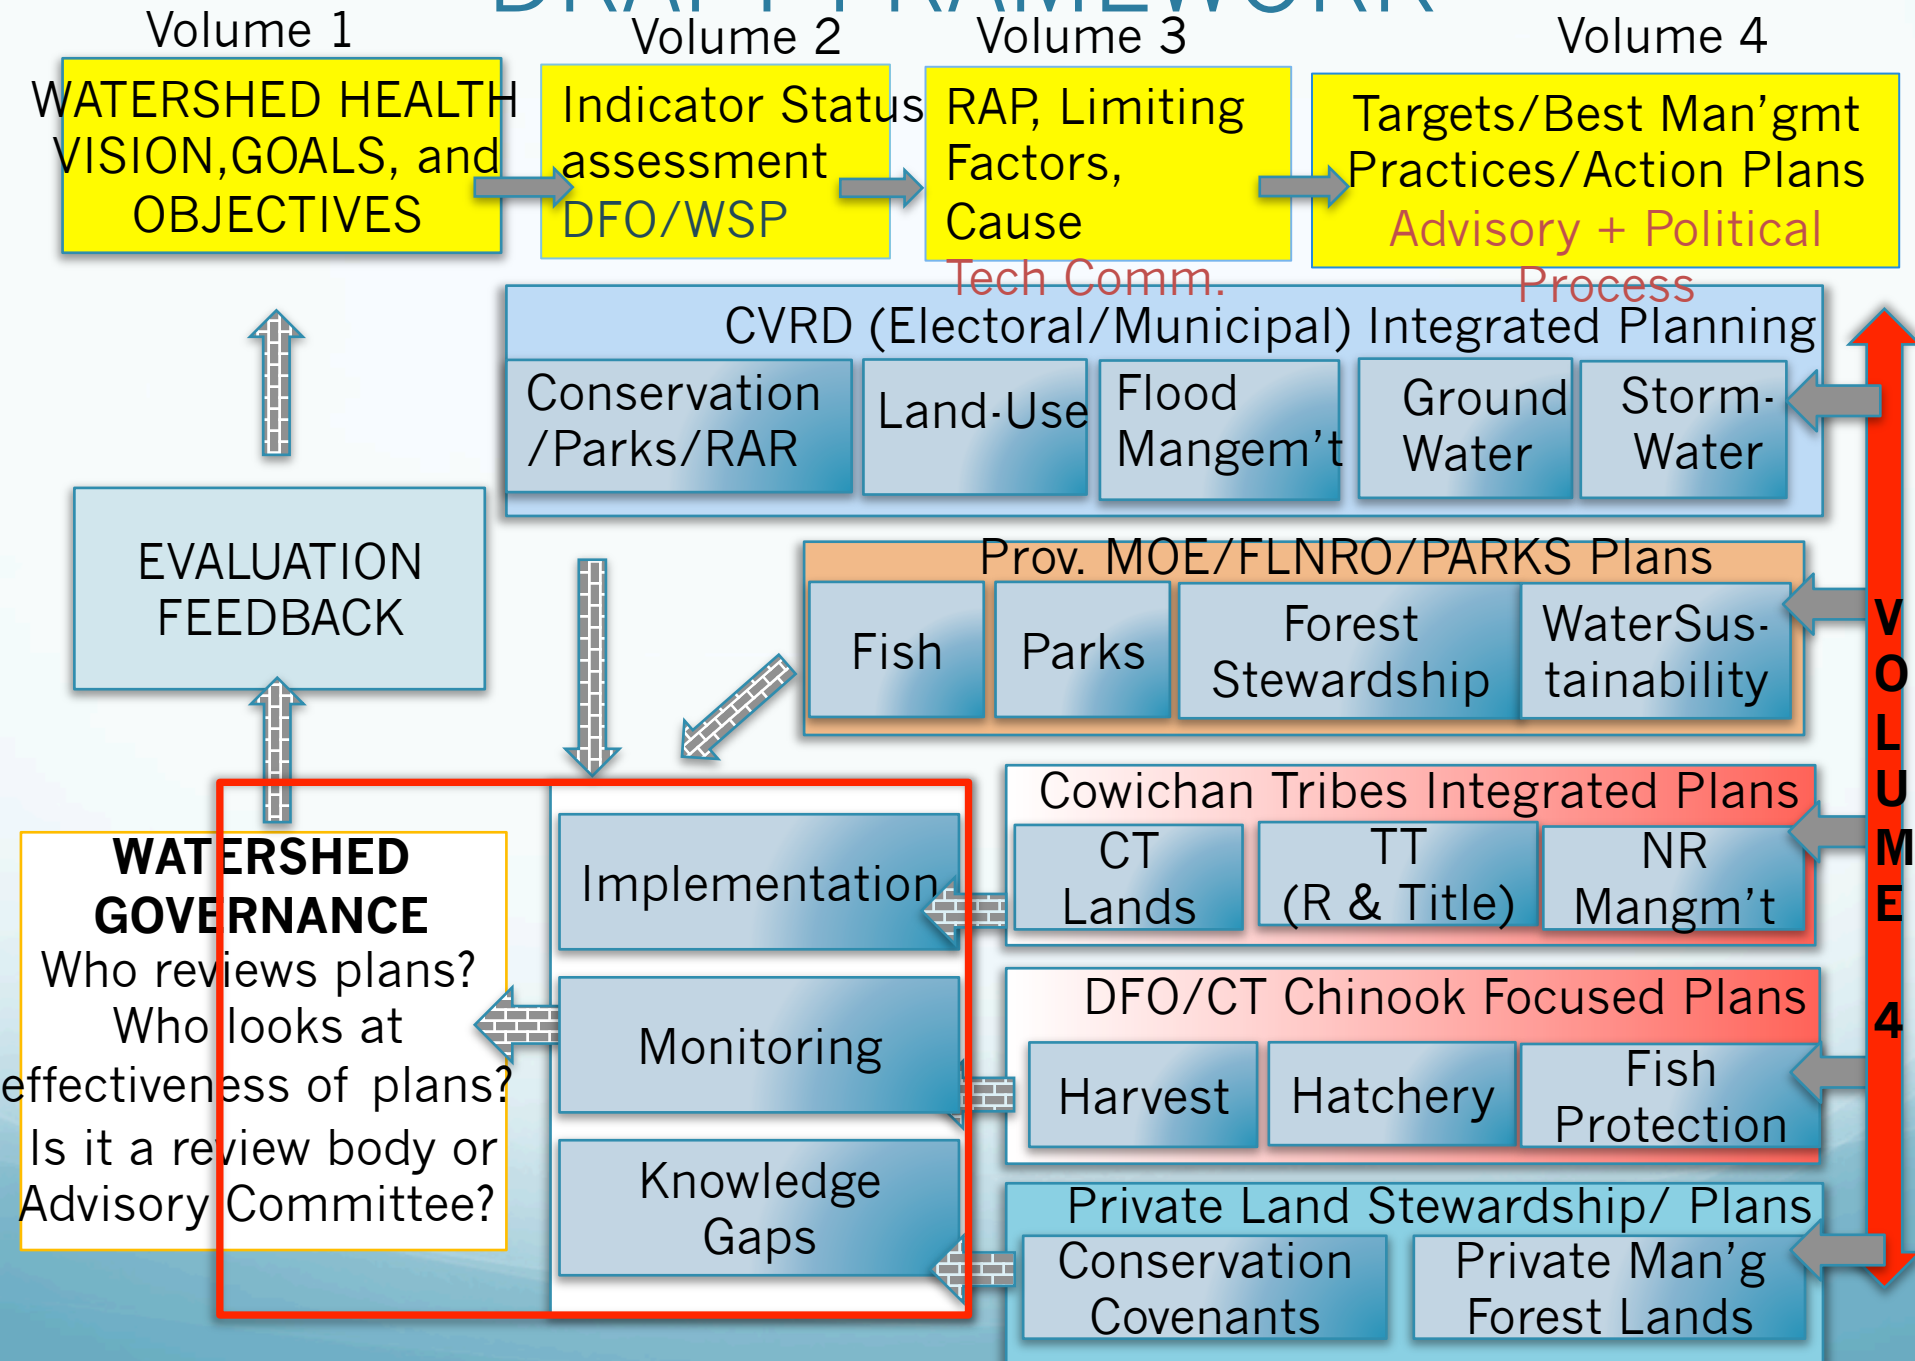 DRAFT FRAMEWORK
Volume 1
Volume 2
Volume 3
Volume 4
WATERSHED HEALTH
VISION,GOALS, and
OBJECTIVES
Indicator Status
assessment
DFO/WSP
RAP, Limiting
Factors,
Cause
Tech Comm.
Targets/Best Man'gmt
Practices/Action Plans
Advisory + Political
Process
CVRD (Electoral/Municipal) Integrated Planning
Conservation
/Parks/RAR
Land-Use
Flood
Mangem't
Ground
Water
Storm-
Water
EVALUATION
FEEDBACK
Prov. MOE/FLNRO/PARKS Plans
Fish
Parks
Forest
Stewardship
WaterSus-
tainability
VOLUME 4
Cowichan Tribes Integrated Plans
CT
Lands
TT
(R & Title)
NR
Mangm't
WATERSHED
GOVERNANCE
Who reviews plans?
Who looks at
effectiveness of plans?
Is it a review body or
Advisory Committee?
Implementation
Monitoring
Knowledge
Gaps
DFO/CT Chinook Focused Plans
Harvest
Hatchery
Fish
Protection
Private Land Stewardship/ Plans
Conservation
Covenants
Private Man'g
Forest Lands